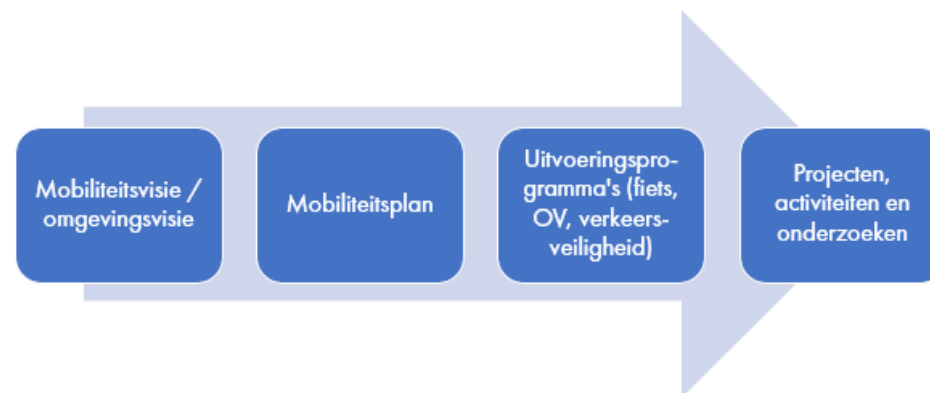 Mobiliteitsvisie /
omgevingsvisie
Mobiliteitsplan
Uitvoeringspro-
gramma's (fiets,
OV, verkeers-
veiligheid)
Projecten,
activiteiten en
onderzoeken